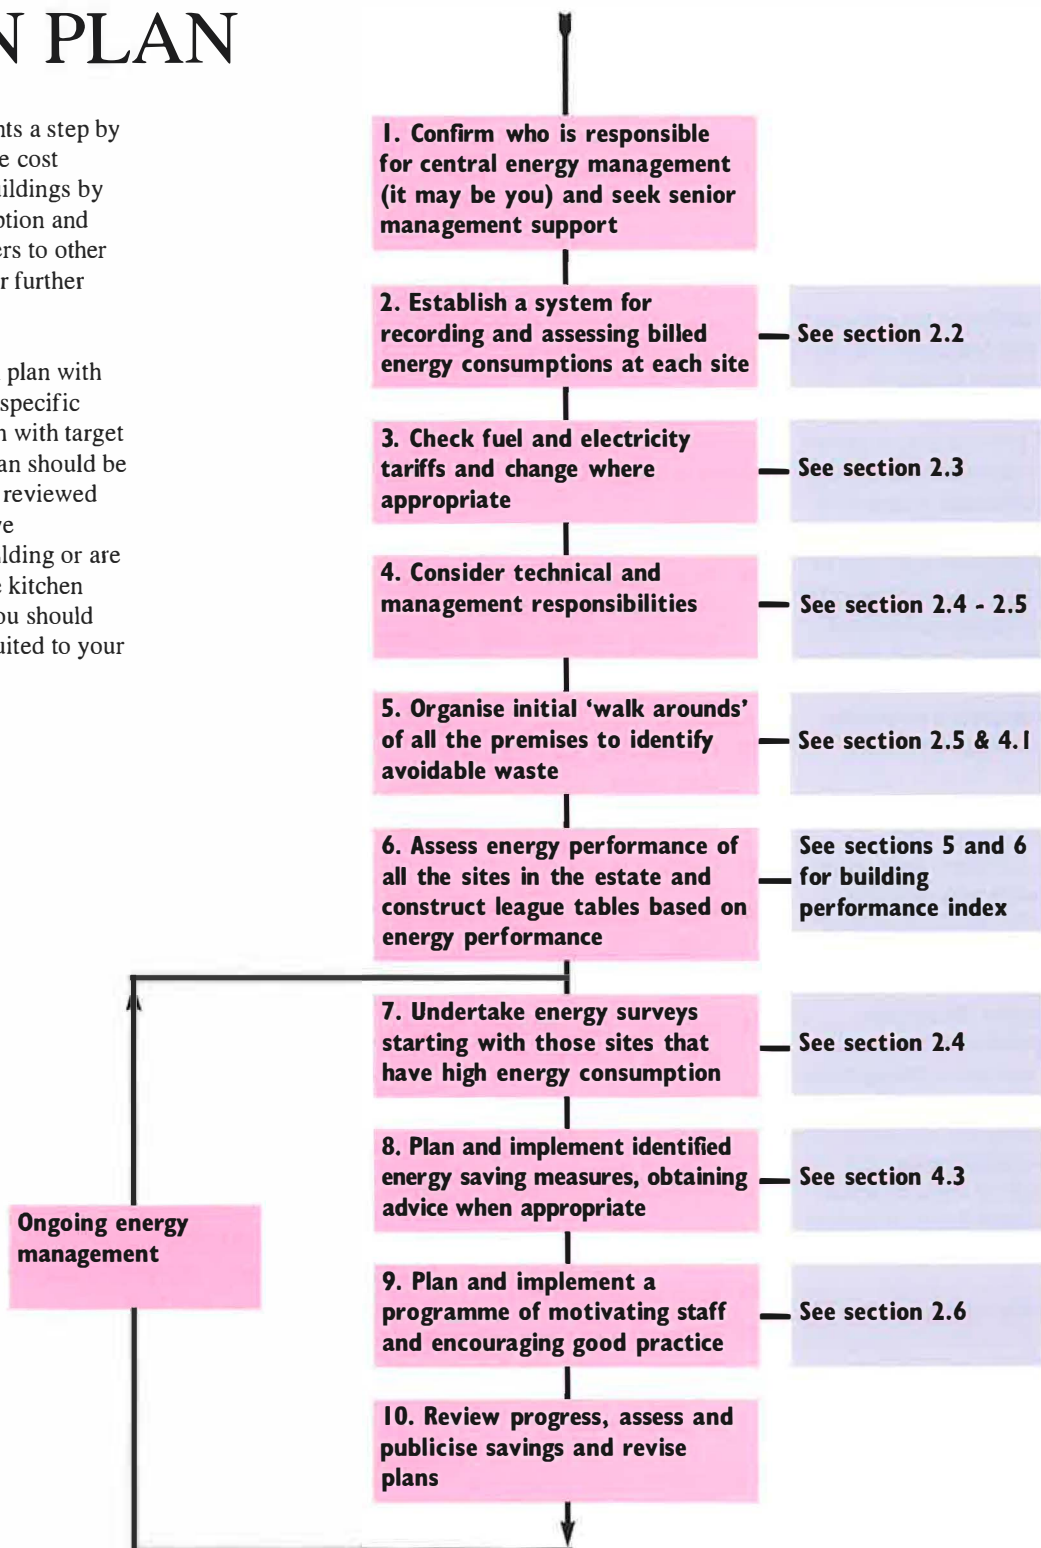 N PLAN
nts a step by
e cost
uildings by
ption and
ers to other
r further
plan with
specific
n with target
an should be
reviewed
ve
lding or are
e kitchen
ou should
uited to your
1. Confirm who is responsible
for central energy management
(it may be you) and seek senior
management support
2. Establish a system for
recording and assessing billed
energy consumptions at each site
See section 2.2
3. Check fuel and electricity
tariffs and change where
appropriate
See section 2.3
4. Consider technical and
management responsibilities
See section 2.4 - 2.5
5. Organise initial ‘walk arounds’
of all the premises to identify
avoidable waste
See section 2.5 & 4.1
6. Assess energy performance of
all the sites in the estate and
construct league tables based on
energy performance
See sections 5 and 6
for building
performance index
7. Undertake energy surveys
starting with those sites that
have high energy consumption
See section 2.4
8. Plan and implement identified
energy saving measures, obtaining
advice when appropriate
See section 4.3
Ongoing energy
management
9. Plan and implement a
programme of motivating staff
and encouraging good practice
See section 2.6
10. Review progress, assess and
publicise savings and revise
plans